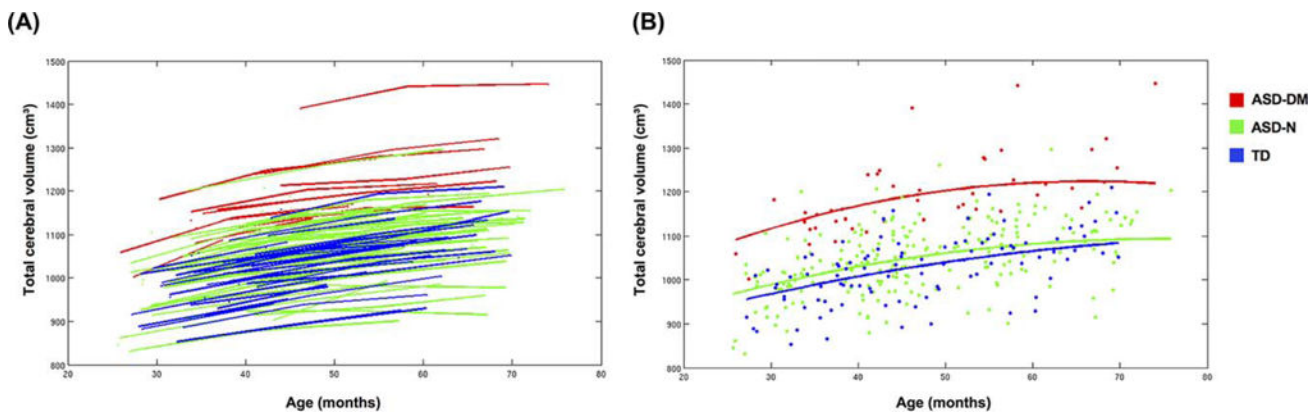 (A)
1500
1400
1300
1200
1100
1000
900
800
20 30 40 50 60 70 80
Total cerebral volume (cm³)
Age (months)
(B)
1500
1400
1300
1200
1100
1000
900
800
20 30 40 50 60 70 80
Total cerebral volume (cm³)
Age (months)
ASD-DM
ASD-N
TD